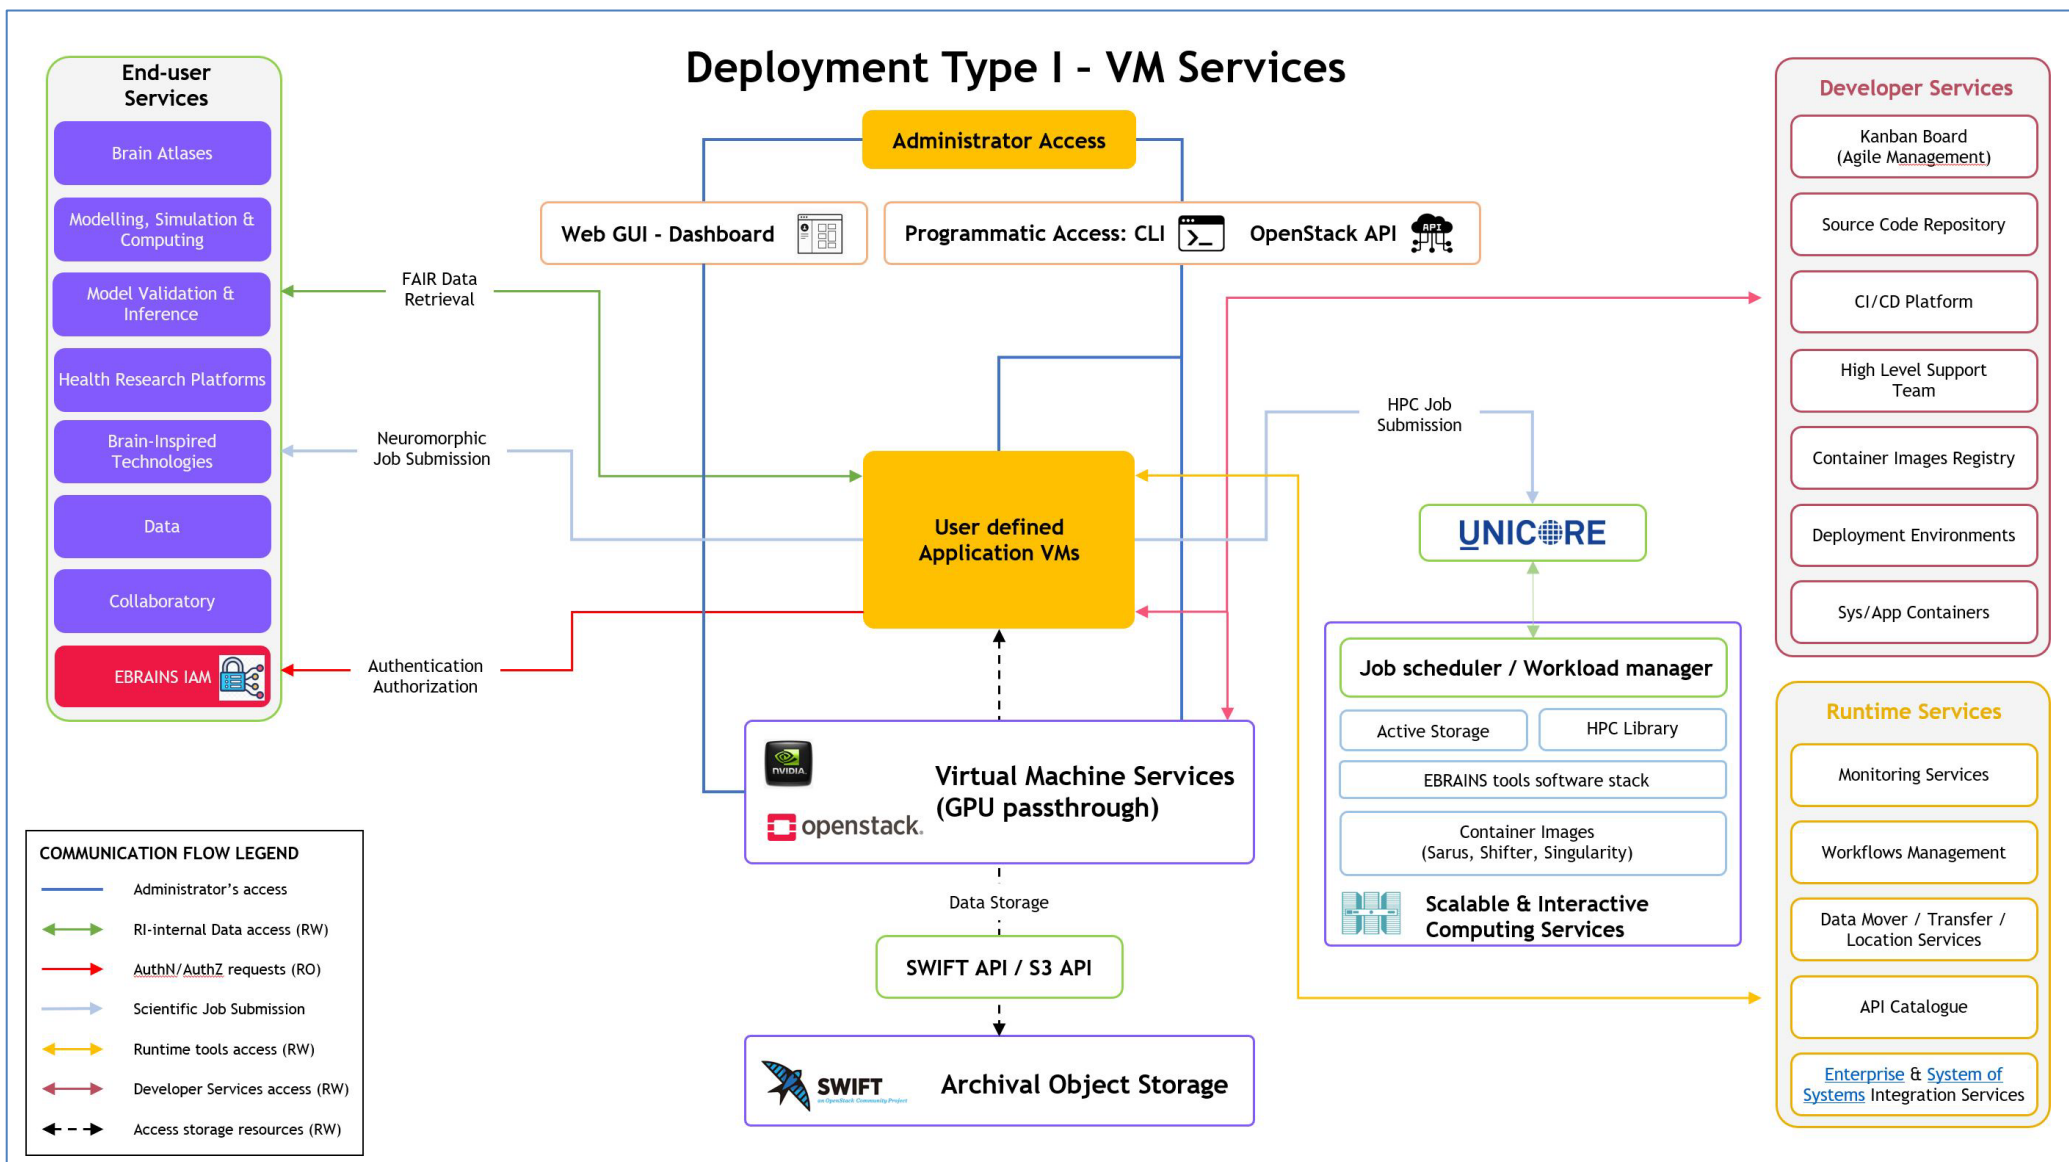 Deployment Type I - VM Services
End-user
Services
Brain Atlases
Modelling, Simulation &
Computing
Model Validation &
Inference
Health Research Platforms
Brain-Inspired
Technologies
Data
Collaboratory
EBRAINS IAM
FAIR Data
Retrieval
Neuromorphic
Job Submission
Authentication
Authorization
Administrator Access
Web GUI - Dashboard
Programmatic Access: CLI
OpenStack API
API
User defined
Application VMs
NVIDIA.
openstack.
Virtual Machine Services
(GPU passthrough)
Data Storage
SWIFT API / S3 API
SWIFT
an OpenStack Community Project
Archival Object Storage
HPC Job
Submission
UNICORE
Job scheduler / Workload manager
Active Storage
HPC Library
EBRAINS tools software stack
Container Images
(Sarus, Shifter, Singularity)
Scalable & Interactive
Computing Services
Developer Services
Kanban Board
(Agile Management)
Source Code Repository
CI/CD Platform
High Level Support
Team
Container Images Registry
Deployment Environments
Sys/App Containers
Runtime Services
Monitoring Services
Workflows Management
Data Mover / Transfer /
Location Services
API Catalogue
Enterprise & System of
Systems Integration Services
COMMUNICATION FLOW LEGEND
Administrator's access
RI-internal Data access (RW)
AuthN/AuthZ requests (RO)
Scientific Job Submission
Runtime tools access (RW)
Developer Services access (RW)
Access storage resources (RW)